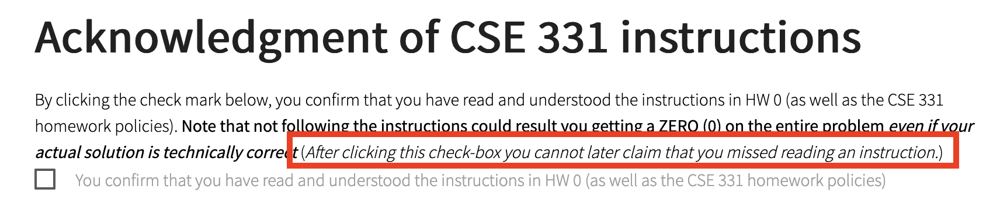 Acknowledgment of CSE 331 instructions
By clicking the check mark below, you confirm that you have read and understood the instructions in HW 0 (as well as the CSE 331
homework policies). Note that not following the instructions could result you getting a ZERO (0) on the entire problem even if your
actual solution is technically correct (After clicking this check-box you cannot later claim that you missed reading an instruction.)
You confirm that you have read and understood the instructions in HW 0 (as well as the CSE 331 homework policies)